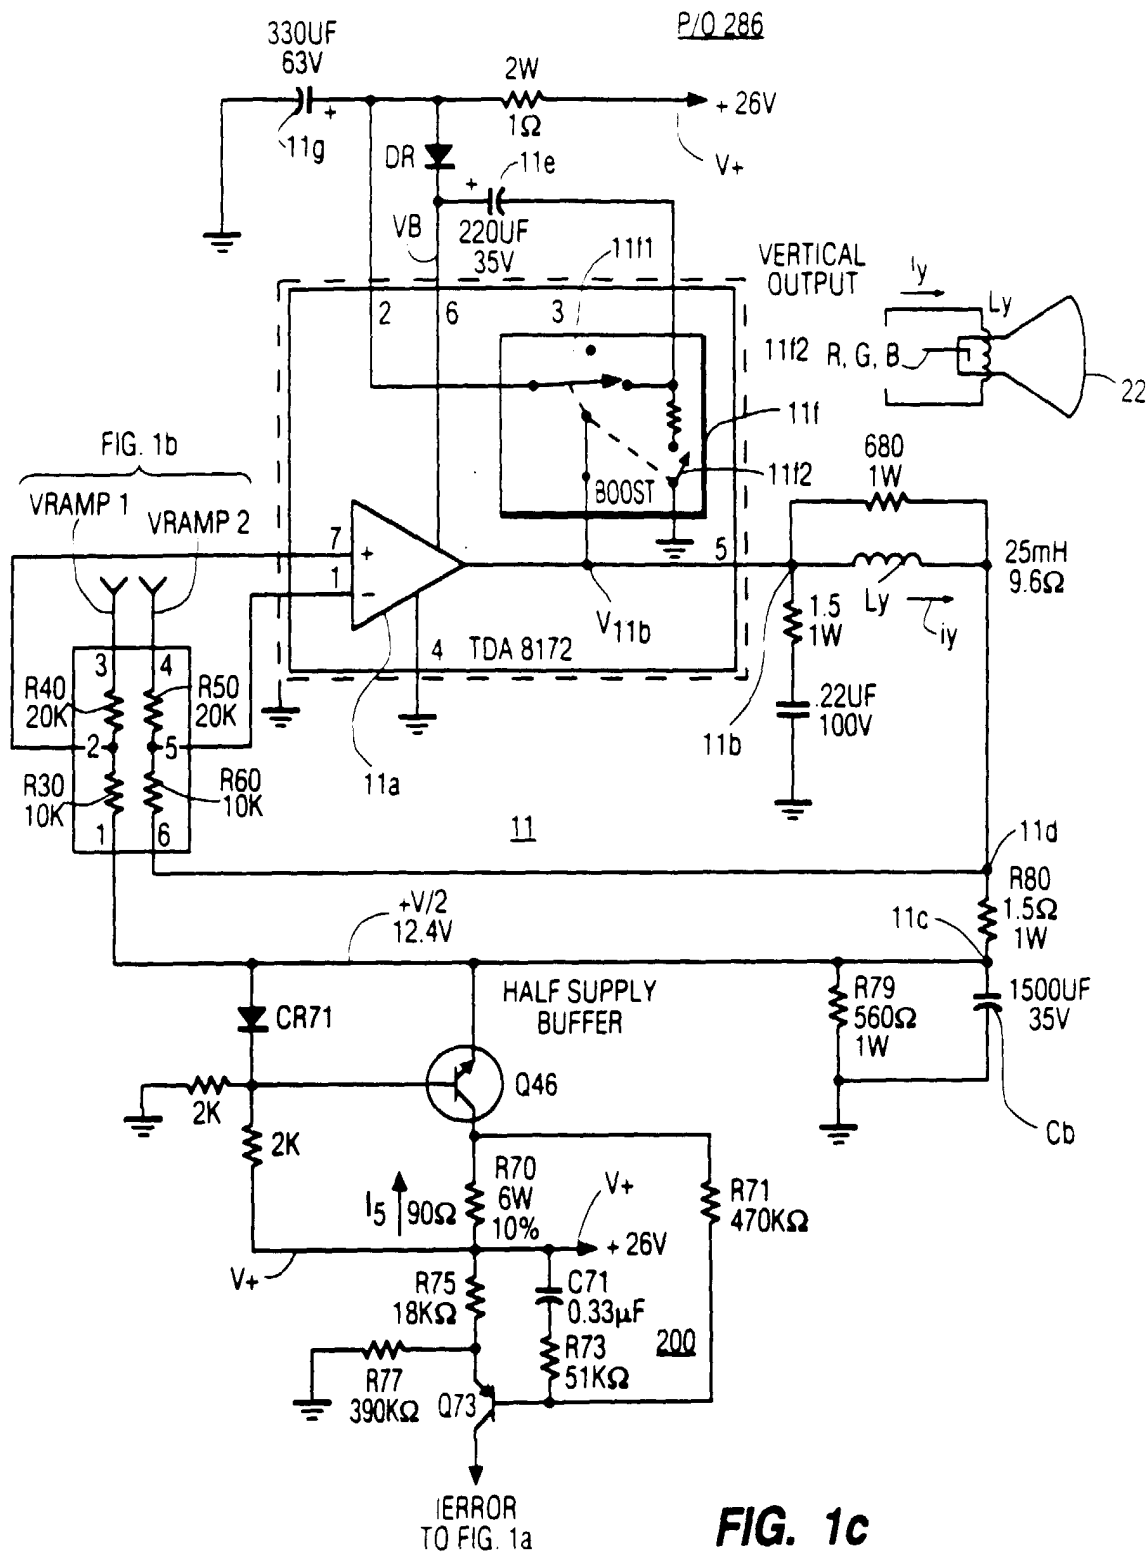 P/O 286
330UF
63V
+
11g
2W
1Ω
+ 26V
V+
DR
11e
+
220UF
35V
VB
11f1
VERTICAL
OUTPUT
Iy
Ly
R, G, B
22
2
6
3
11f2
11f
11f2
BOOST
680
1W
FIG. 1b
VRAMP 1
VRAMP 2
7
+
1
−
5
25mH
9.6Ω
Ly
iy
1.5
1W
V11b
4
TDA 8172
3
4
R40
20K
R50
20K
.22UF
100V
11b
2
5
11a
R30
10K
R60
10K
1
6
11
11d
R80
1.5Ω
1W
+V/2
12.4V
11c
HALF SUPPLY
BUFFER
CR71
R79
560Ω
1W
1500UF
35V
Q46
2K
2K
Cb
R70
6W
10%
I5
90Ω
V+
R71
470KΩ
+ 26V
V+
R75
18KΩ
C71
0.33µF
200
R73
51KΩ
R77
390KΩ
Q73
IERROR
TO FIG. 1a
FIG. 1c